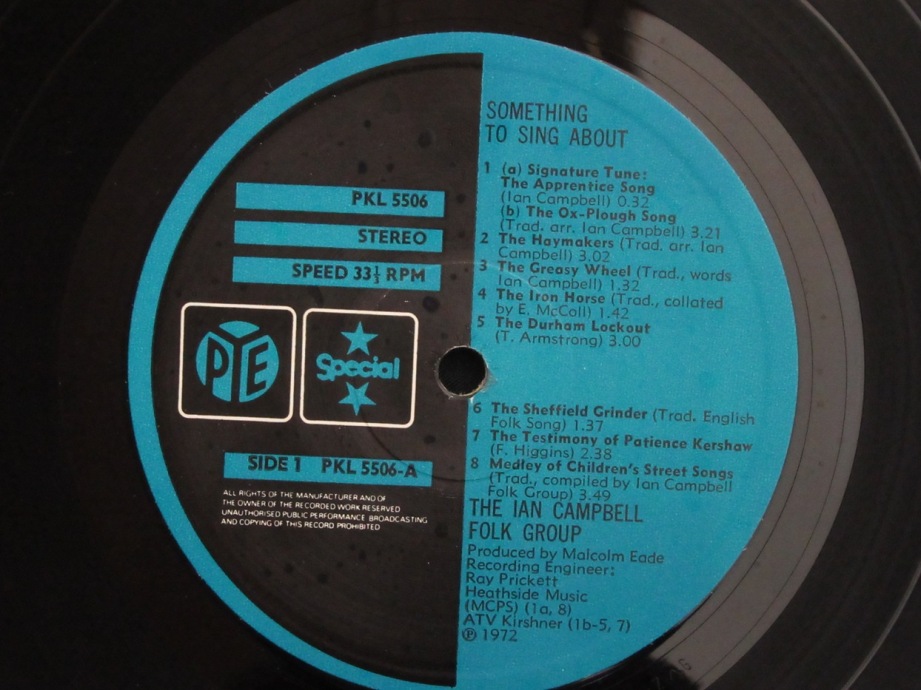 PKL 5506
STEREO
SPEED 33⅓ RPM
PYE
Special
SIDE 1 PKL 5506-A
ALL RIGHTS OF THE MANUFACTURER AND OF
THE OWNER OF THE RECORDED WORK RESERVED
UNAUTHORISED PUBLIC PERFORMANCE BROADCASTING
AND COPYING OF THIS RECORD PROHIBITED
SOMETHING
TO SING ABOUT
1 (a) Signature Tune:
The Apprentice Song
(Ian Campbell) 0.32
(b) The Ox-Plough Song
(Trad. arr. Ian Campbell) 3.21
2 The Haymakers (Trad. arr. Ian
Campbell) 3.02
3 The Greasy Wheel (Trad., words
Ian Campbell) 1.32
4 The Iron Horse (Trad., collated
by E. McColl) 1.42
5 The Durham Lockout
(T. Armstrong) 3.00
6 The Sheffield Grinder (Trad. English
Folk Song) 1.37
7 The Testimony of Patience Kershaw
(F. Higgins) 2.38
8 Medley of Children's Street Songs
(Trad., compiled by Ian Campbell
Folk Group) 3.49
THE IAN CAMPBELL
FOLK GROUP
Produced by Malcolm Eade
Recording Engineer:
Ray Prickett
Heathside Music
(MCPS) (1a, 8)
ATV Kirshner (1b-5, 7)
℗ 1972